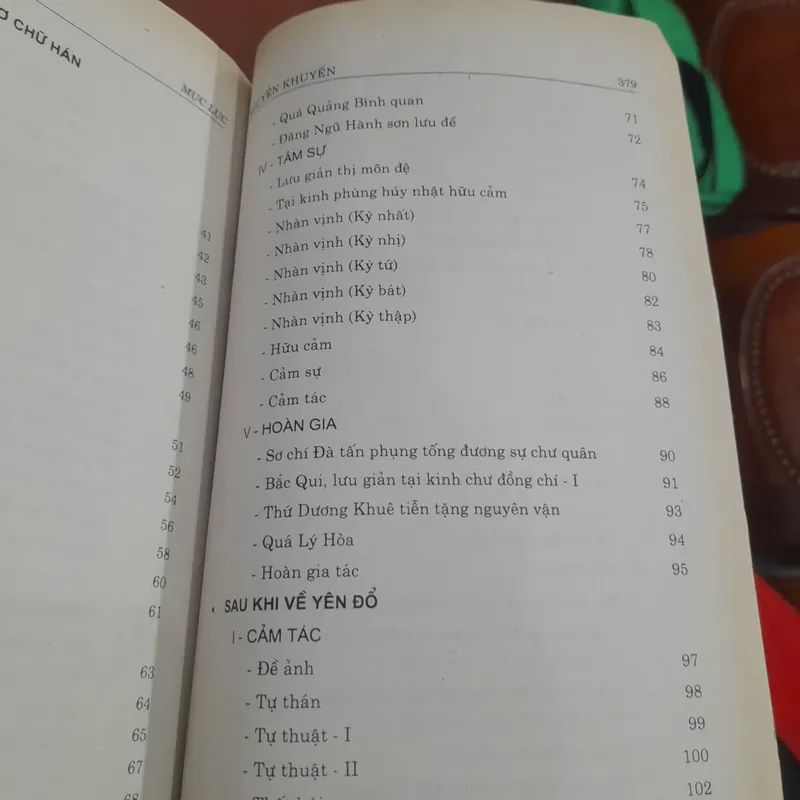 Ơ CHỮ HÁN
MỤC LỤC
41
42
43
45
46
46
48
49
51
52
54
56
58
60
61
63
64
65
67
68
NGUYỄN KHUYẾN 379
- Quá Quảng Bình quan 71
- Đăng Ngũ Hành sơn lưu đề 72
IV - TÂM SỰ
- Lưu giản thị môn đệ 74
- Tại kinh phùng húy nhật hữu cảm 75
- Nhàn vịnh (Kỳ nhất) 77
- Nhàn vịnh (Kỳ nhị) 78
- Nhàn vịnh (Kỳ tứ) 80
- Nhàn vịnh (Kỳ bát) 82
- Nhàn vịnh (Kỳ thập) 83
- Hữu cảm 84
- Cảm sự 86
- Cảm tác 88
V - HOÀN GIA
- Sơ chí Đà tấn phụng tống đương sự chư quân 90
- Bắc Qui, lưu giản tại kinh chư đồng chí - I 91
- Thứ Dương Khuê tiễn tặng nguyên vận 93
- Quá Lý Hòa 94
- Hoàn gia tác 95
SAU KHI VỀ YÊN ĐỔ
I - CẢM TÁC
- Đề ảnh 97
- Tự thán 98
- Tự thuật - I 99
- Tự thuật - II 100
102